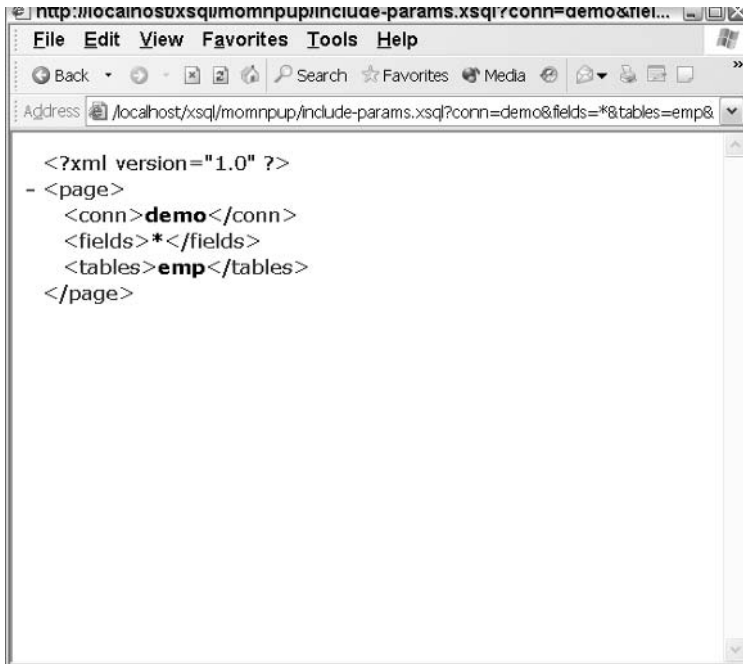 http://localhost/xsql/momnpup/include-params.xsql?conn=demo&fiel...
File Edit View Favorites Tools Help
Back Search Favorites Media »
Address /localhost/xsql/momnpup/include-params.xsql?conn=demo&fields=*&tables=emp&
<?xml version="1.0" ?>
- <page>
<conn>demo</conn>
<fields>*</fields>
<tables>emp</tables>
</page>